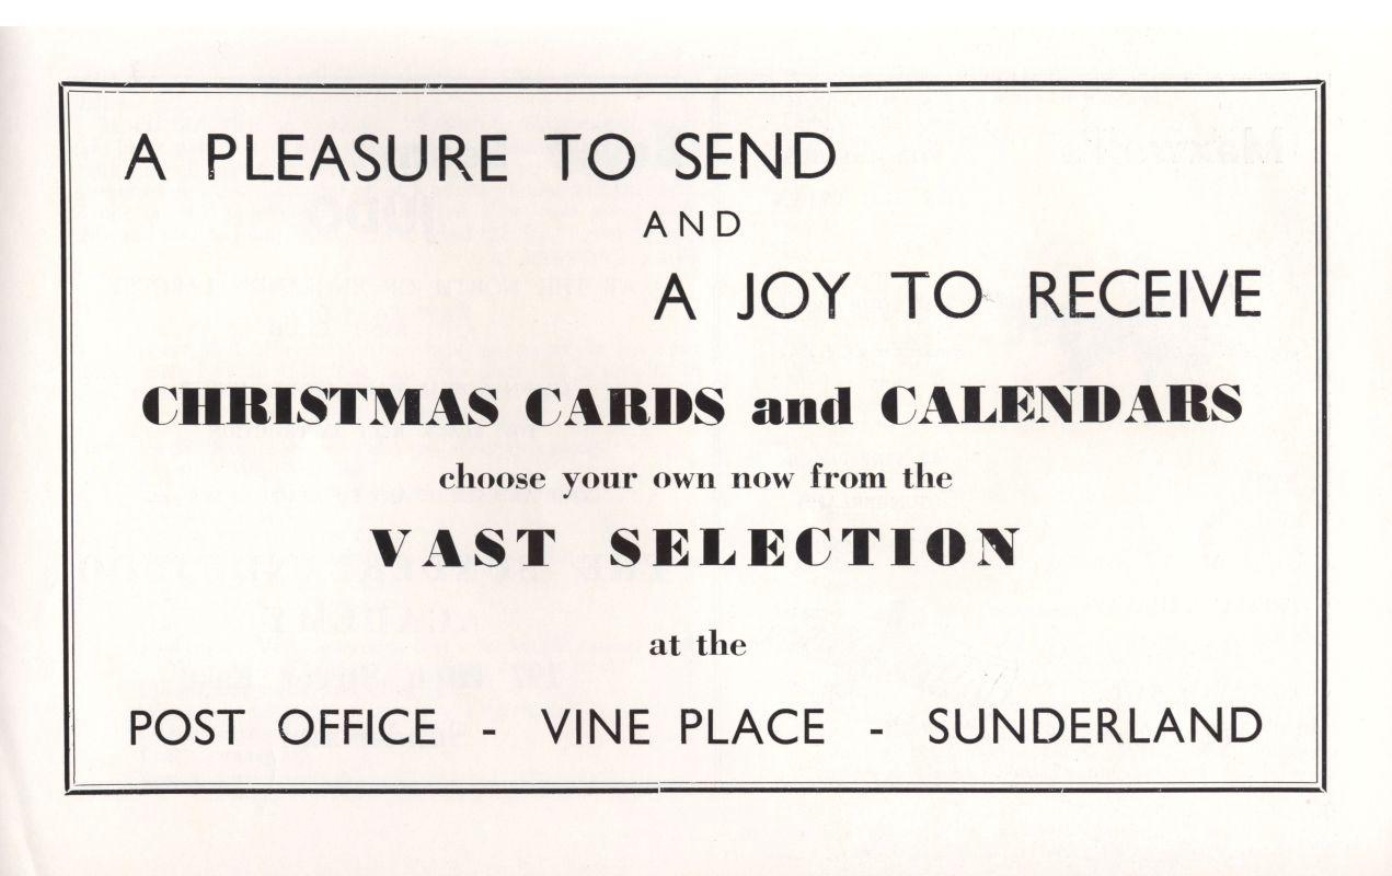 A PLEASURE TO SEND
AND
A JOY TO RECEIVE
CHRISTMAS CARDS and CALENDARS
choose your own now from the
VAST SELECTION
at the
POST OFFICE - VINE PLACE - SUNDERLAND